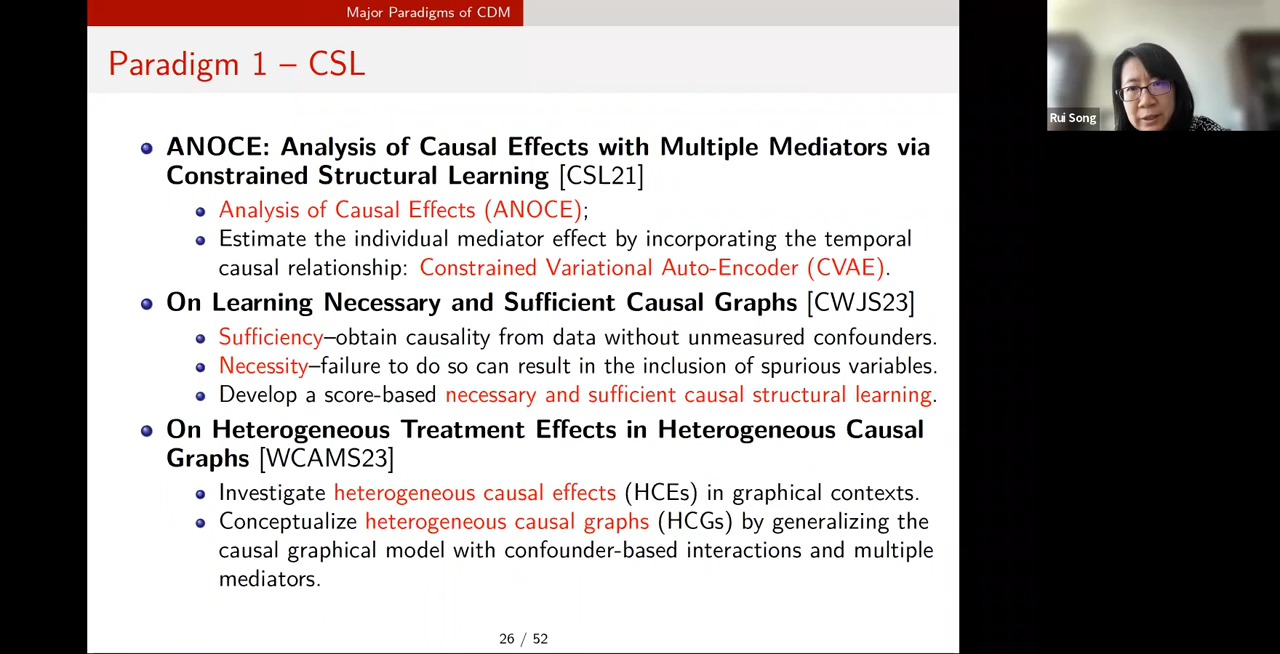 Major Paradigms of CDM
Paradigm 1 – CSL
Rui Song
ANOCE: Analysis of Causal Effects with Multiple Mediators via
Constrained Structural Learning [CSL21]
Analysis of Causal Effects (ANOCE);
Estimate the individual mediator effect by incorporating the temporal
causal relationship: Constrained Variational Auto-Encoder (CVAE).
On Learning Necessary and Sufficient Causal Graphs [CWJS23]
Sufficiency–obtain causality from data without unmeasured confounders.
Necessity–failure to do so can result in the inclusion of spurious variables.
Develop a score-based necessary and sufficient causal structural learning.
On Heterogeneous Treatment Effects in Heterogeneous Causal
Graphs [WCAMS23]
Investigate heterogeneous causal effects (HCEs) in graphical contexts.
Conceptualize heterogeneous causal graphs (HCGs) by generalizing the
causal graphical model with confounder-based interactions and multiple
mediators.
26 / 52